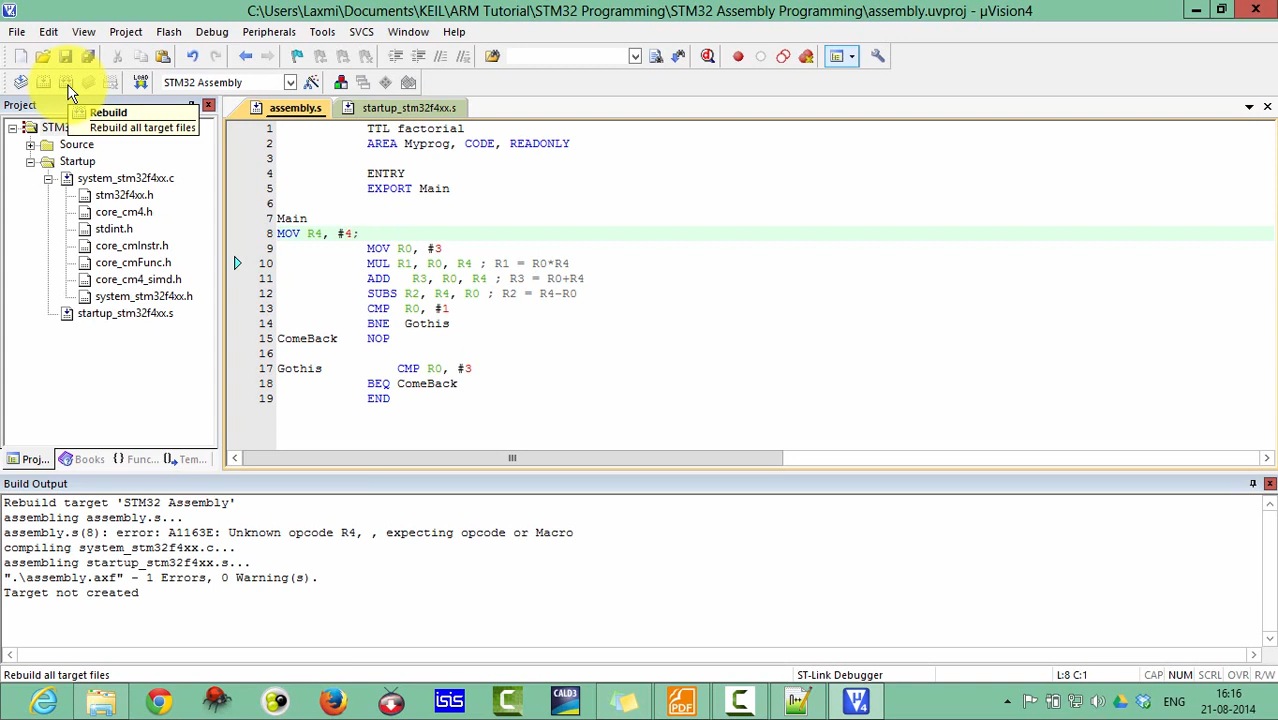 C:\Users\Laxmi\Documents\KEIL\ARM Tutorial\STM32 Programming\STM32 Assembly Programming\assembly.uvproj - µVision4
File Edit View Project Flash Debug Peripherals Tools SVCS Window Help
LOAD STM32 Assembly
Project
Rebuild
Rebuild all target files
STM3
Source
Startup
system_stm32f4xx.c
stm32f4xx.h
core_cm4.h
stdint.h
core_cmInstr.h
core_cmFunc.h
core_cm4_simd.h
system_stm32f4xx.h
startup_stm32f4xx.s
Proj... Books {} Func... Tem...
assembly.s startup_stm32f4xx.s
1 TTL factorial
2 AREA Myprog, CODE, READONLY
3
4 ENTRY
5 EXPORT Main
6
7 Main
8 MOV R4, #4;
9 MOV R0, #3
10 MUL R1, R0, R4 ; R1 = R0*R4
11 ADD R3, R0, R4 ; R3 = R0+R4
12 SUBS R2, R4, R0 ; R2 = R4-R0
13 CMP R0, #1
14 BNE Gothis
15 ComeBack NOP
16
17 Gothis CMP R0, #3
18 BEQ ComeBack
19 END
Build Output
Rebuild target 'STM32 Assembly'
assembling assembly.s...
assembly.s(8): error: A1163E: Unknown opcode R4, , expecting opcode or Macro
compiling system_stm32f4xx.c...
assembling startup_stm32f4xx.s...
".\assembly.axf" - 1 Errors, 0 Warning(s).
Target not created
Rebuild all target files ST-Link Debugger L:8 C:1 CAP NUM SCRL OVR R/W
isis CALD3 PDF
ENG 16:16
21-08-2014